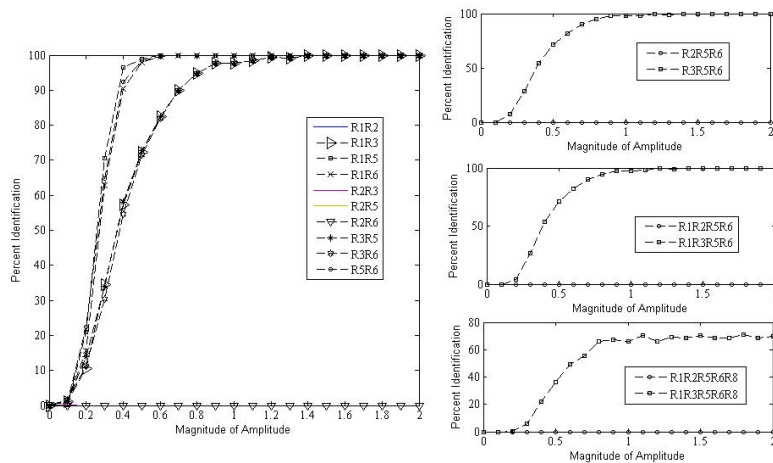 100
90
80
70
60
50
40
30
20
10
0
Percent Identification
0 0.2 0.4 0.6 0.8 1 1.2 1.4 1.6 1.8 2
Magnitude of Amplitude
R1R2
R1R3
R1R5
R1R6
R2R3
R2R5
R2R6
R3R5
R3R6
R5R6
100
50
0
Percent Identification
R2R5R6
R3R5R6
0 0.5 1 1.5 2
Magnitude of Amplitude
100
50
0
Percent Identification
R1R2R5R6
R1R3R5R6
0 0.5 1 1.5
Magnitude of Amplitude
80
60
40
20
0
Percent Identification
R1R2R5R6R8
R1R3R5R6R8
0 0.5 1 1.5 2
Magnitude of Amplitude